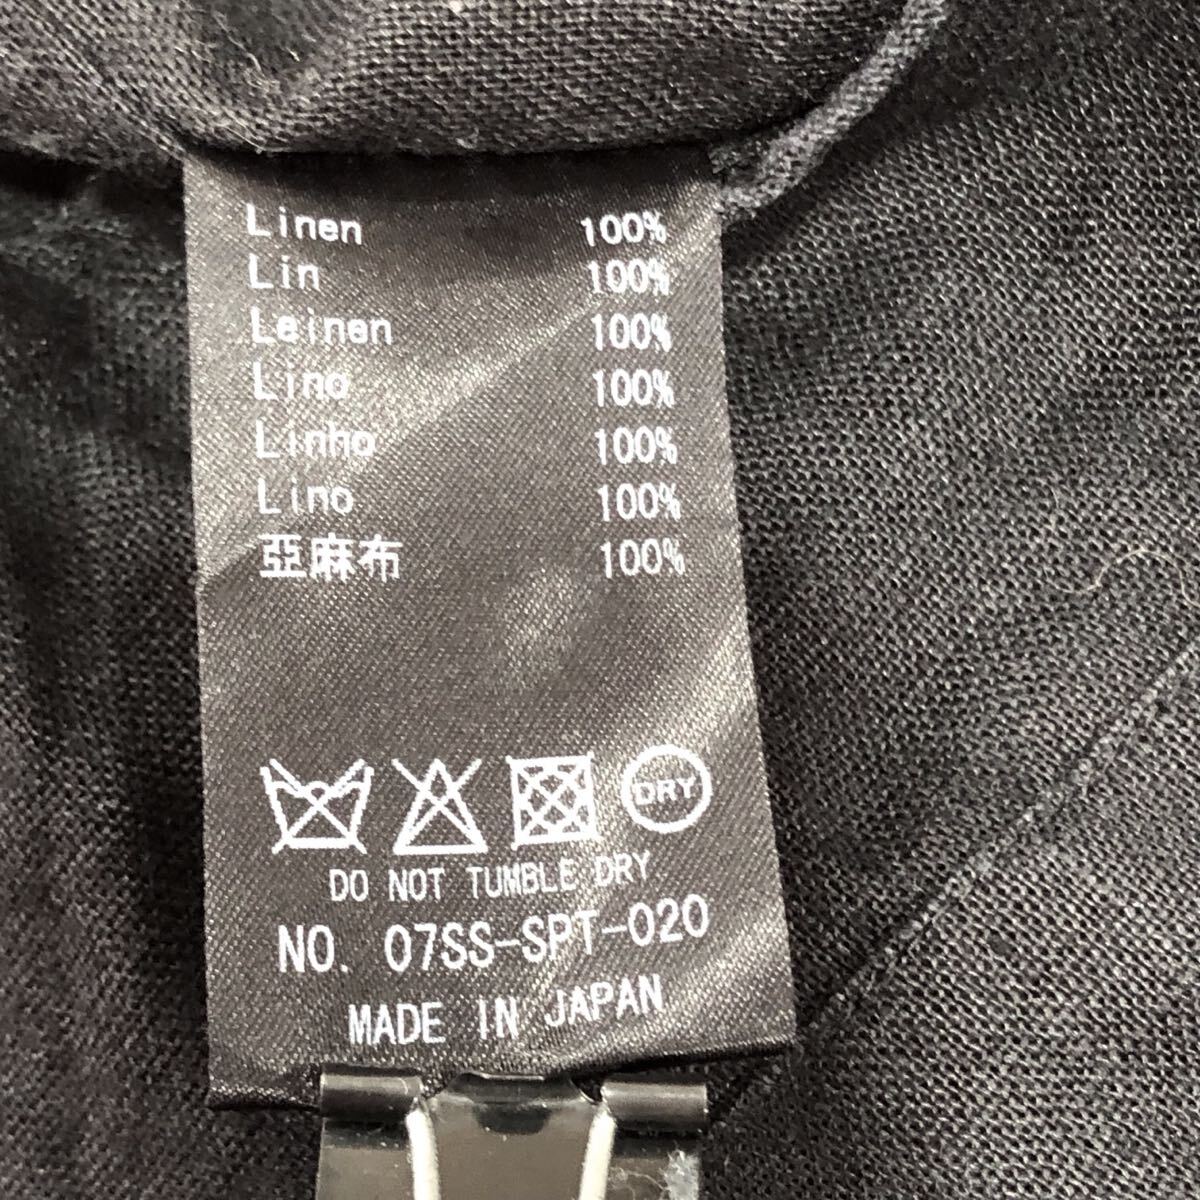 Linen 100%
Lin 100%
Leinen 100%
Lino 100%
Linho 100%
Lino 100%
亞麻布 100%
DRY
DO NOT TUMBLE DRY
NO. 07SS-SPT-020
MADE IN JAPAN